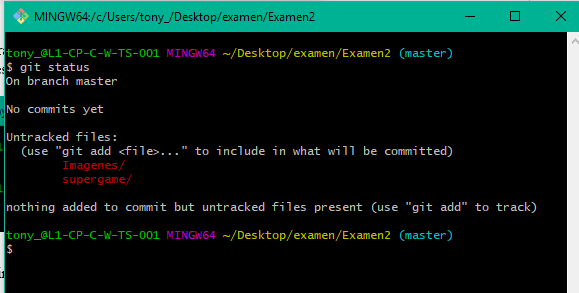 MINGW64:/c/Users/tony_/Desktop/examen/Examen2
tony_@L1-CP-C-W-TS-001 MINGW64 ~/Desktop/examen/Examen2 (master)
$ git status
On branch master
No commits yet
Untracked files:
(use "git add <file>..." to include in what will be committed)
Imagenes/
supergame/
nothing added to commit but untracked files present (use "git add" to track)
tony_@L1-CP-C-W-TS-001 MINGW64 ~/Desktop/examen/Examen2 (master)
$